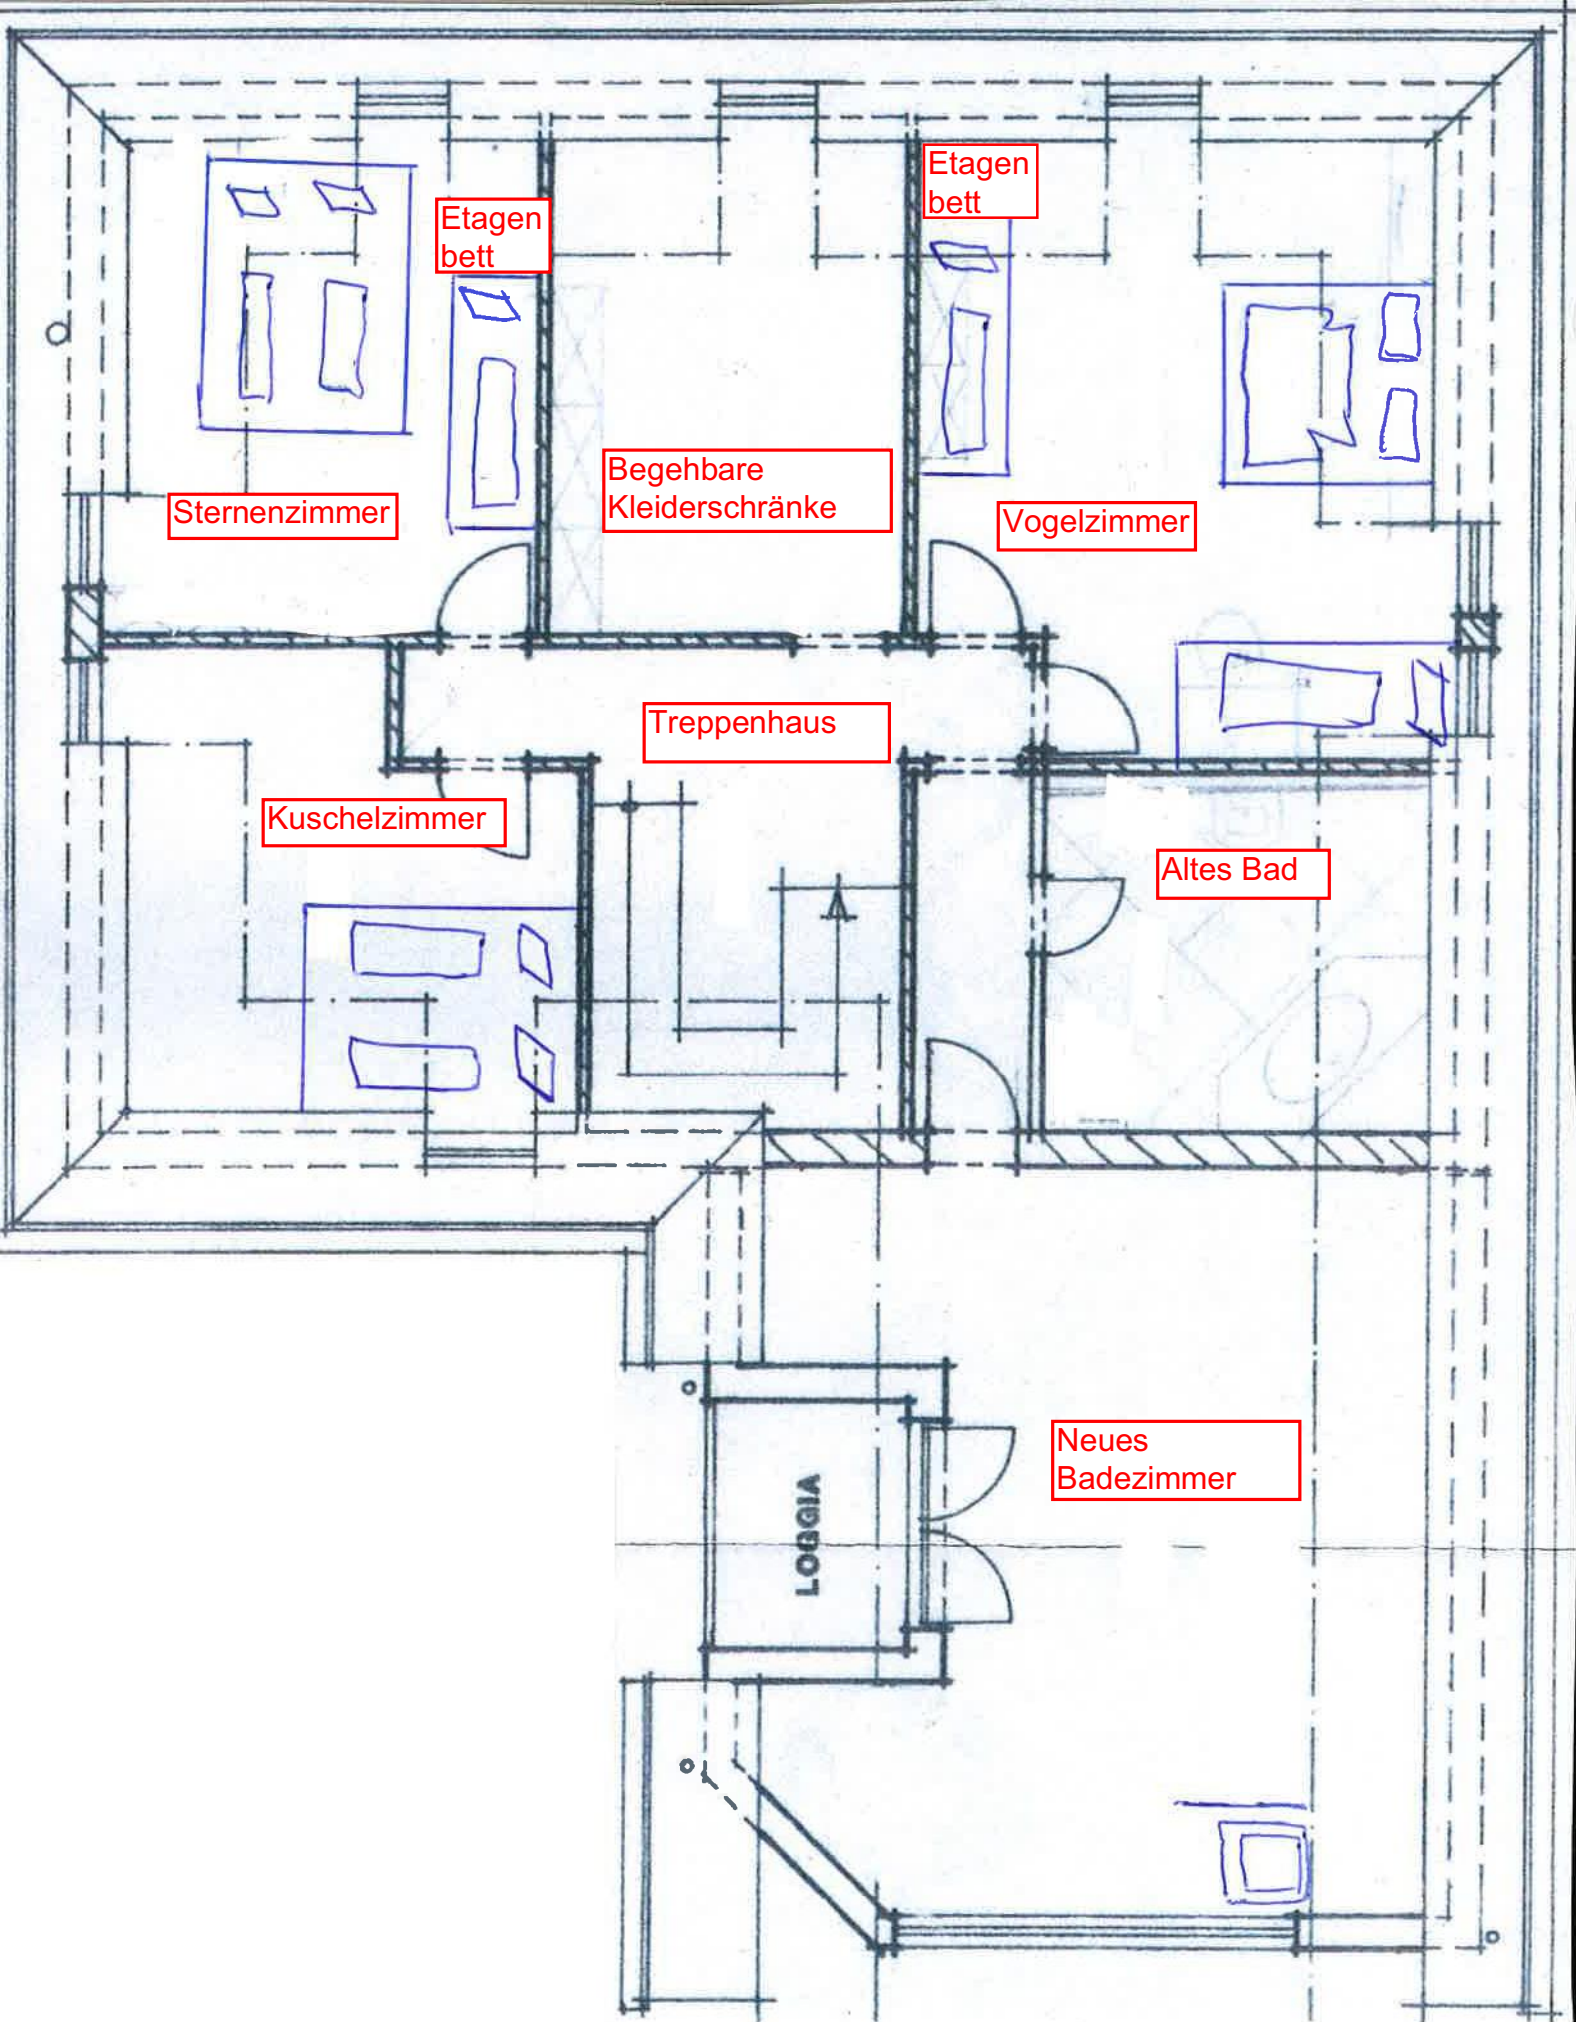 Etagen
bett
Etagen
bett
Begehbare
Kleiderschränke
Sternenzimmer
Vogelzimmer
Treppenhaus
Kuschelzimmer
Altes Bad
Neues
Badezimmer
LOGGIA